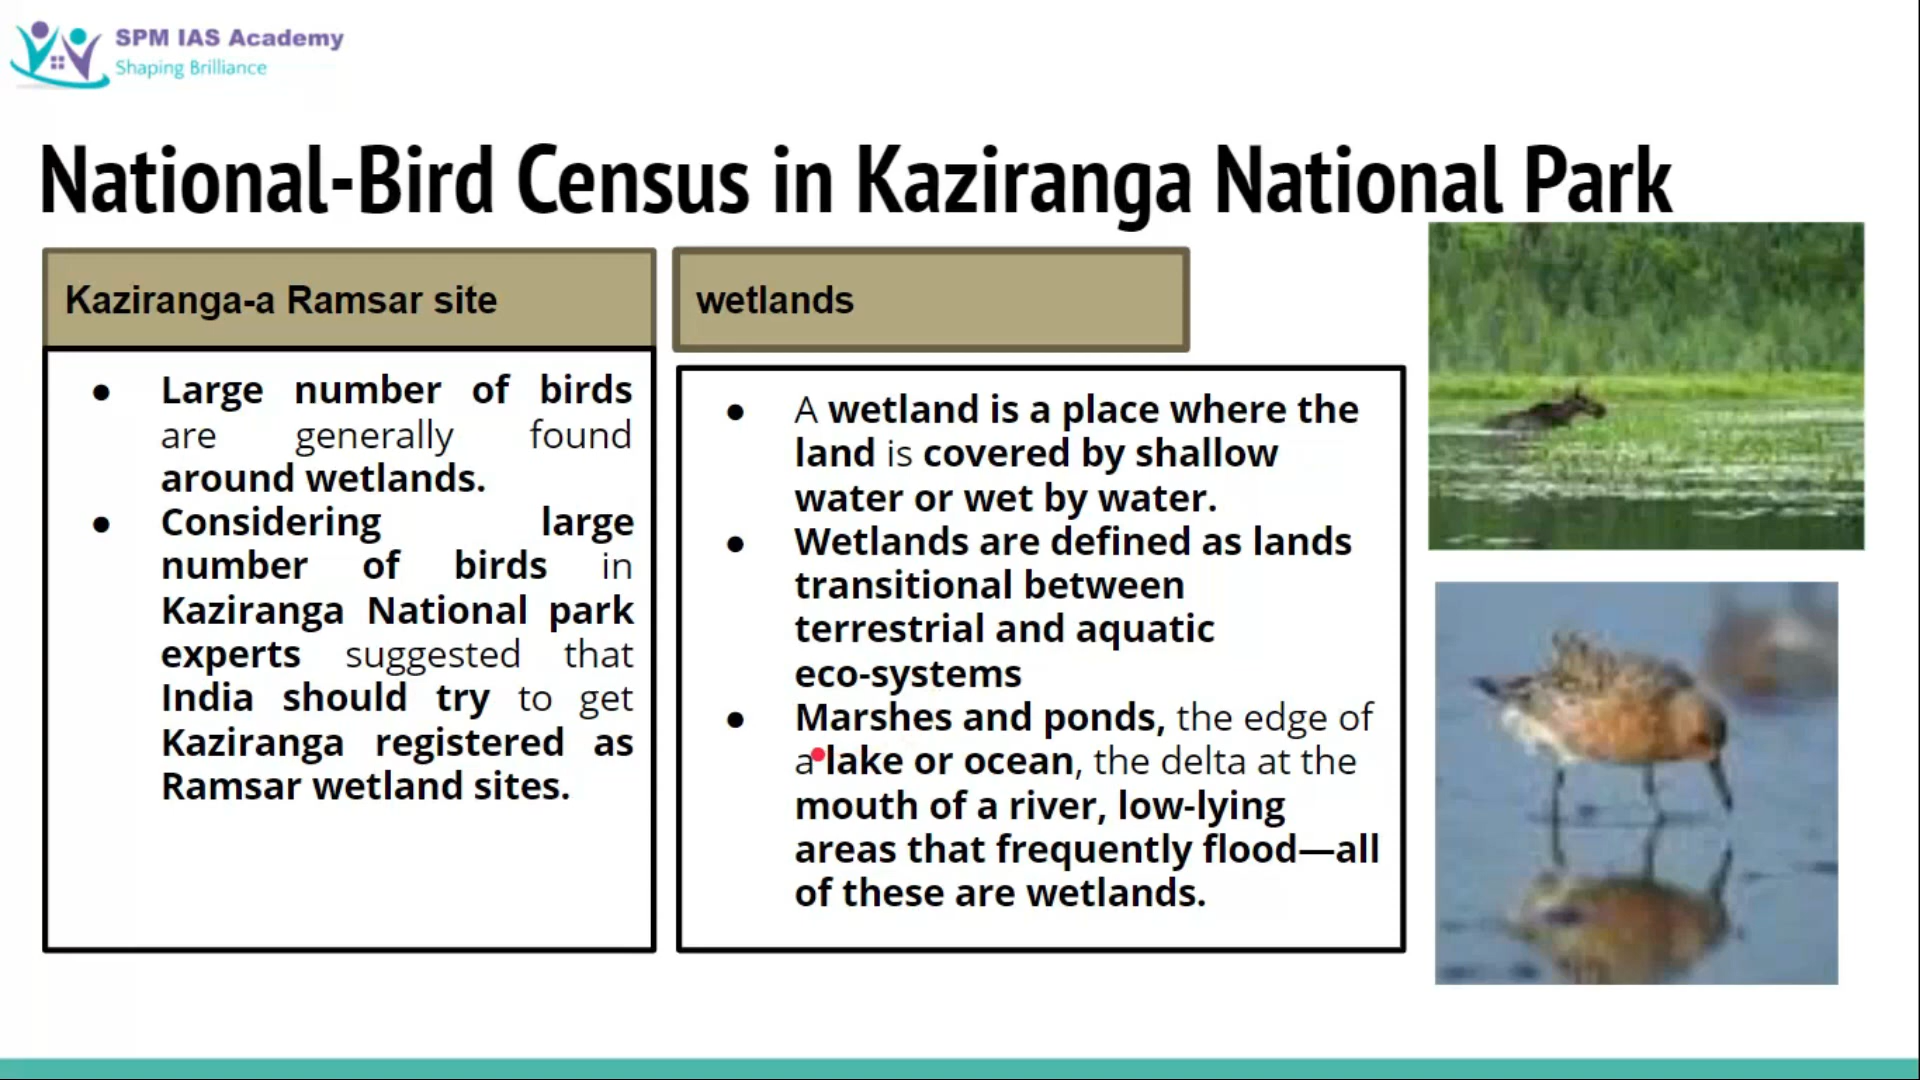 SPM IAS Academy
Shaping Brilliance
National-Bird Census in Kaziranga National Park
Kaziranga-a Ramsar site
● Large number of birds
are generally found
around wetlands.
● Considering large
number of birds in
Kaziranga National park
experts suggested that
India should try to get
Kaziranga registered as
Ramsar wetland sites.
wetlands
● A wetland is a place where the
land is covered by shallow
water or wet by water.
● Wetlands are defined as lands
transitional between
terrestrial and aquatic
eco-systems
● Marshes and ponds, the edge of
a lake or ocean, the delta at the
mouth of a river, low-lying
areas that frequently flood—all
of these are wetlands.